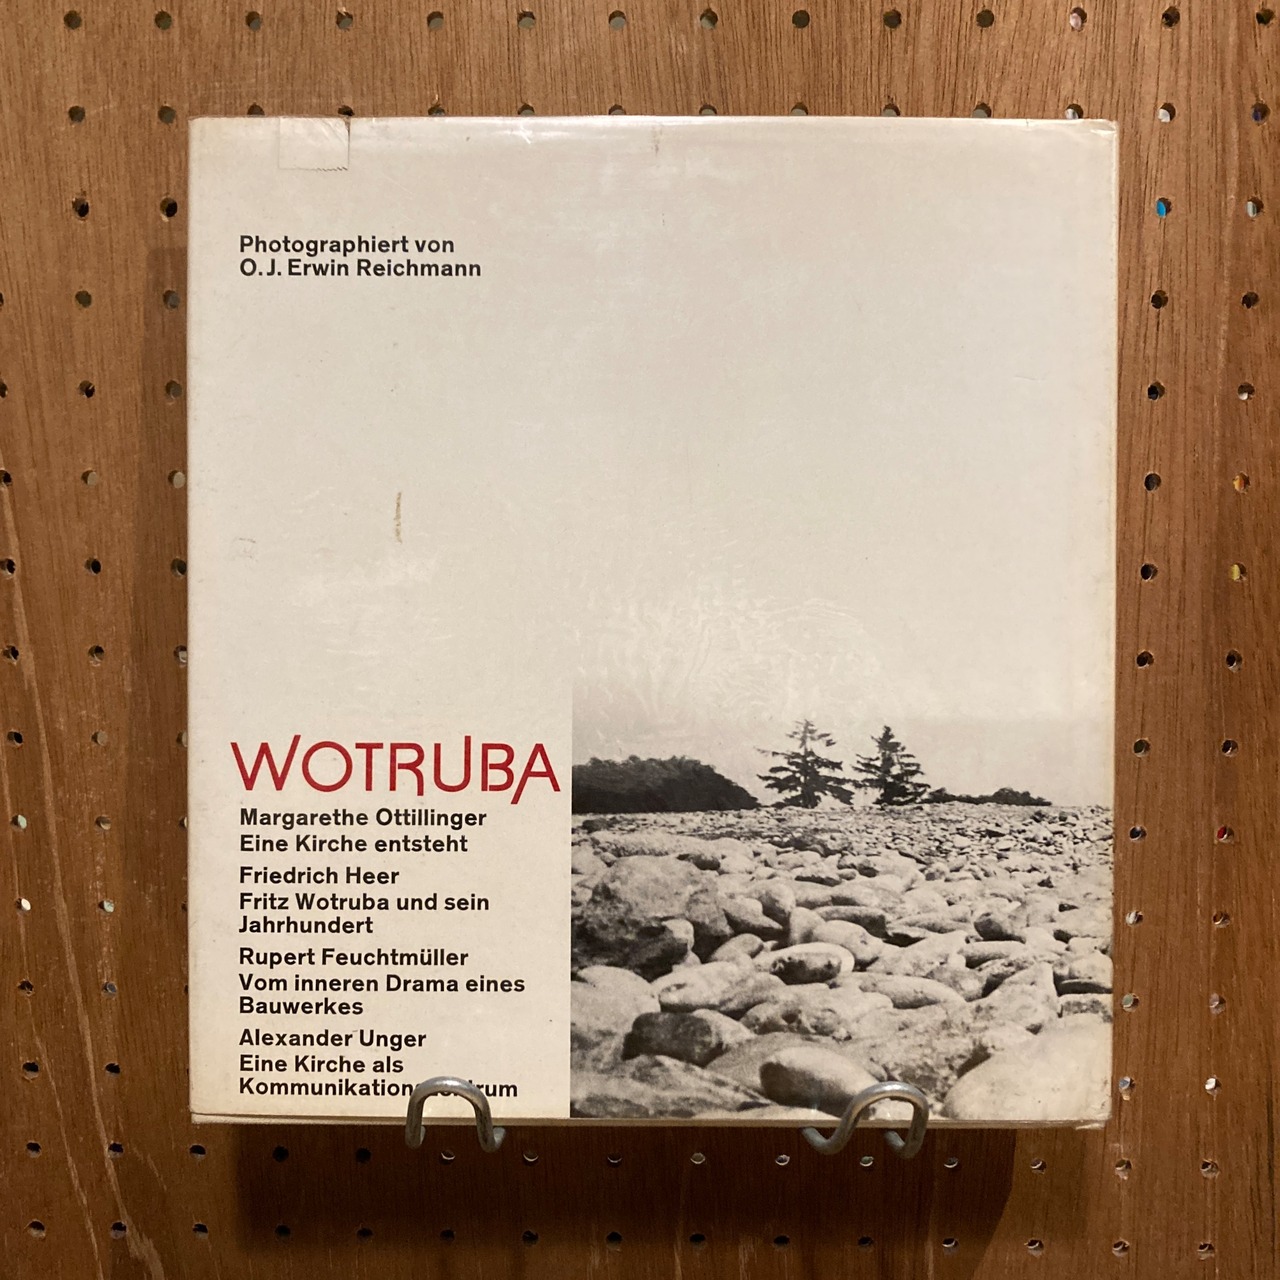 Photographiert von
O.J. Erwin Reichmann
WOTRUBA
Margarethe Ottillinger
Eine Kirche entsteht
Friedrich Heer
Fritz Wotruba und sein
Jahrhundert
Rupert Feuchtmüller
Vom inneren Drama eines
Bauwerkes
Alexander Unger
Eine Kirche als